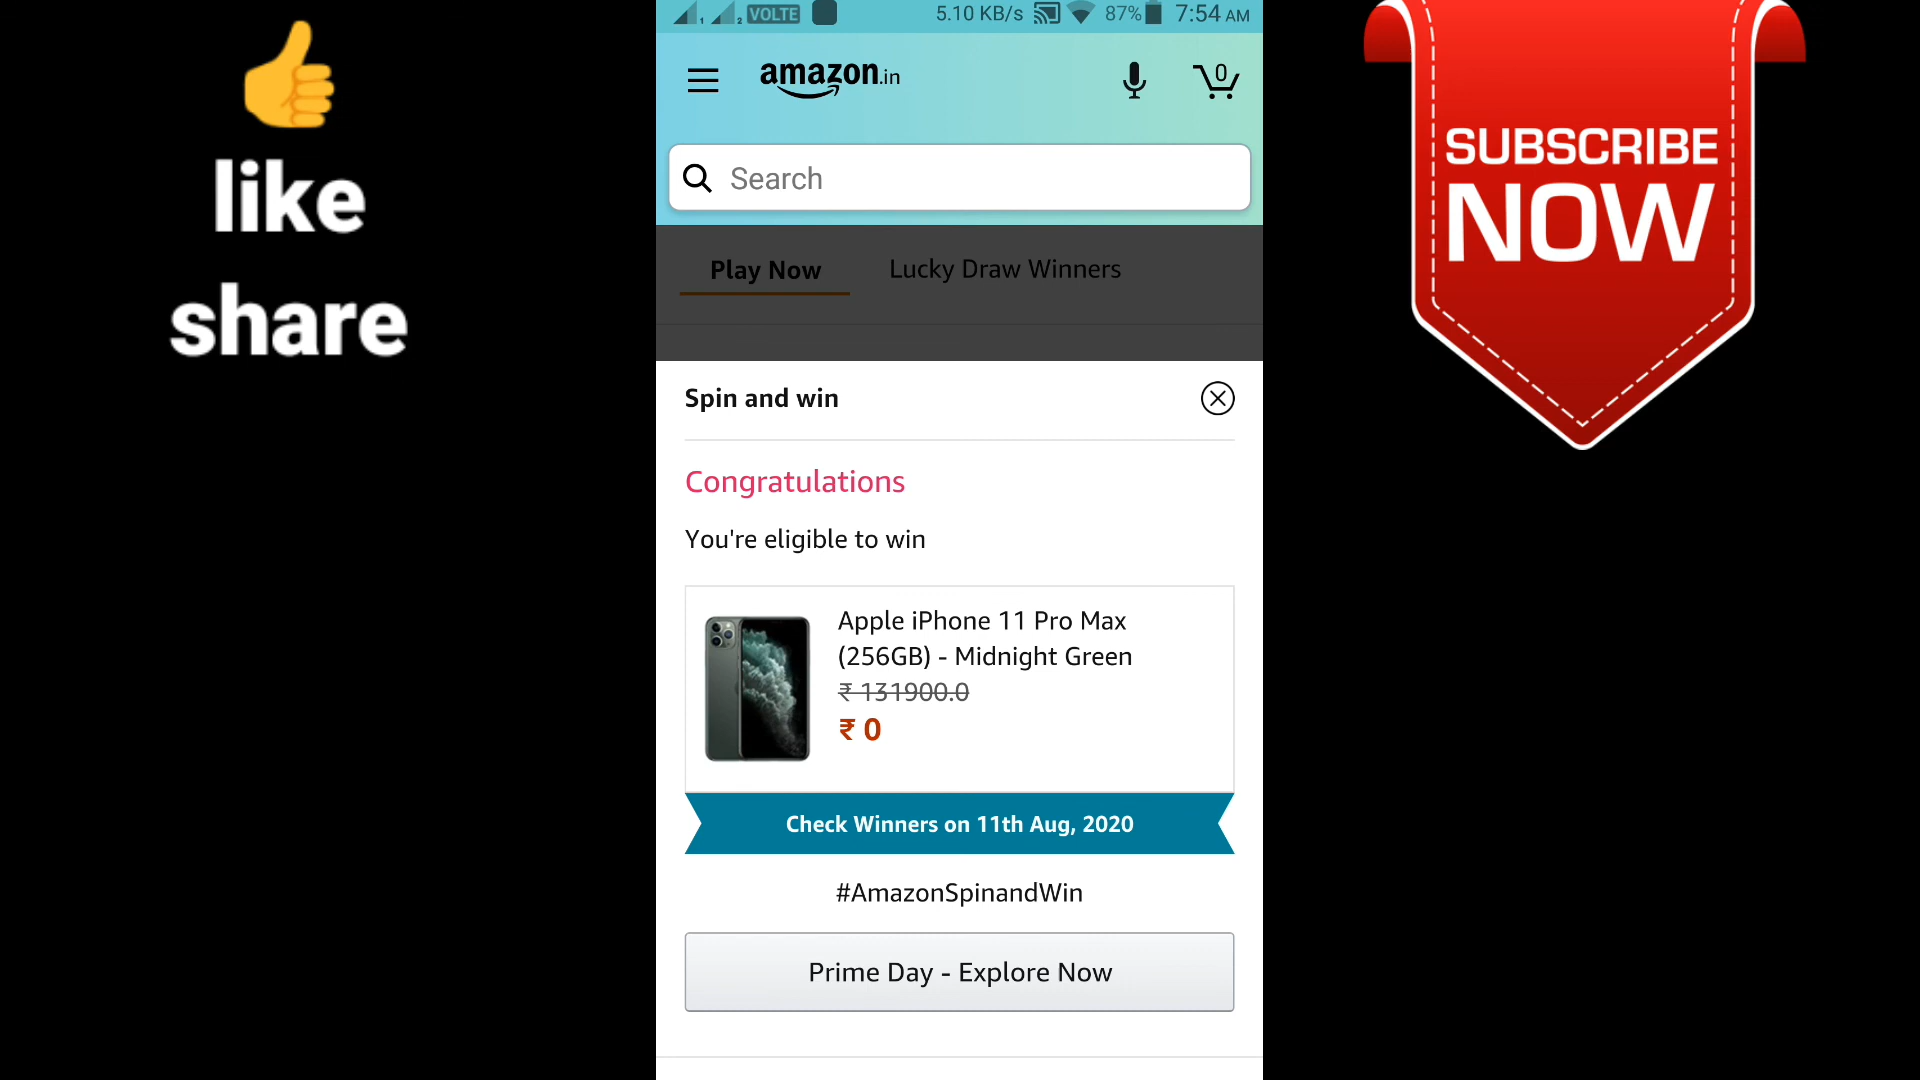 like
share
1 2 VOLTE 5.10 KB/s 87% 7:54 AM
amazon.in
0
Search
Play Now Lucky Draw Winners
Spin and win
Congratulations
You're eligible to win
Apple iPhone 11 Pro Max
(256GB) - Midnight Green
₹ 131900.0
₹ 0
Check Winners on 11th Aug, 2020
#AmazonSpinandWin
Prime Day - Explore Now
SUBSCRIBE
NOW